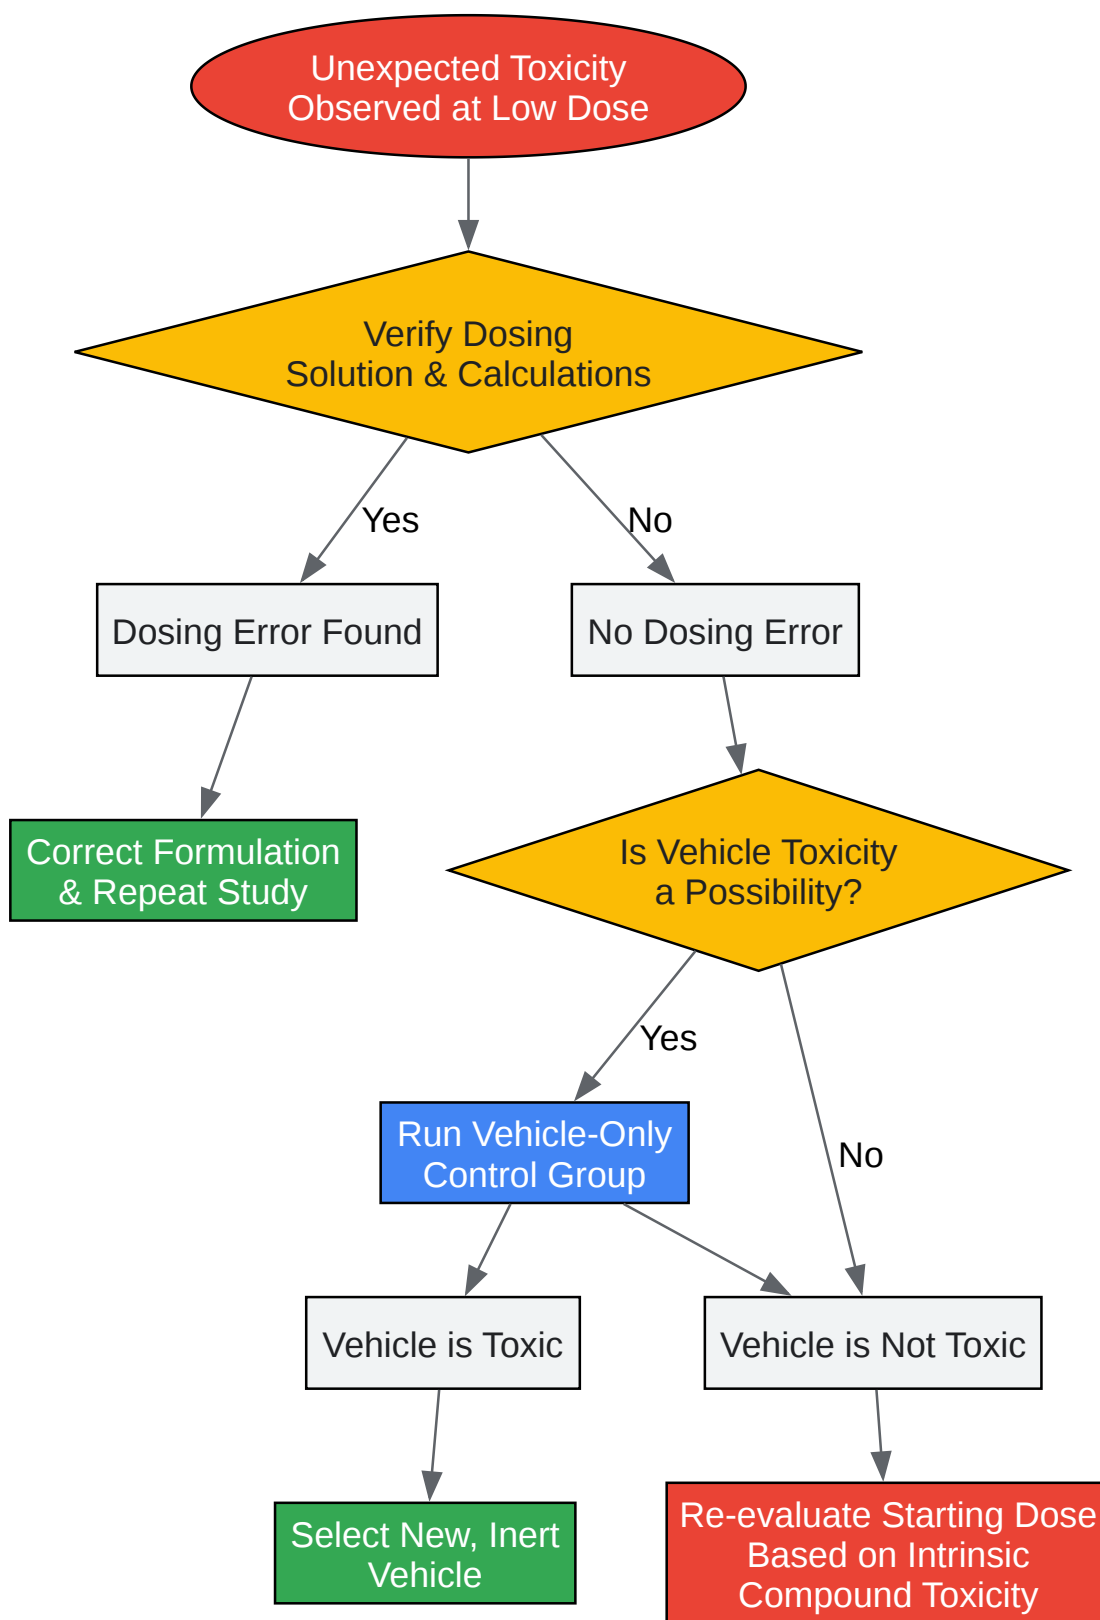 Unexpected Toxicity
Observed at Low Dose
Verify Dosing
Solution & Calculations
Yes
No
Dosing Error Found
No Dosing Error
Correct Formulation
& Repeat Study
Is Vehicle Toxicity
a Possibility?
Yes
No
Run Vehicle-Only
Control Group
Vehicle is Toxic
Vehicle is Not Toxic
Select New, Inert
Vehicle
Re-evaluate Starting Dose
Based on Intrinsic
Compound Toxicity